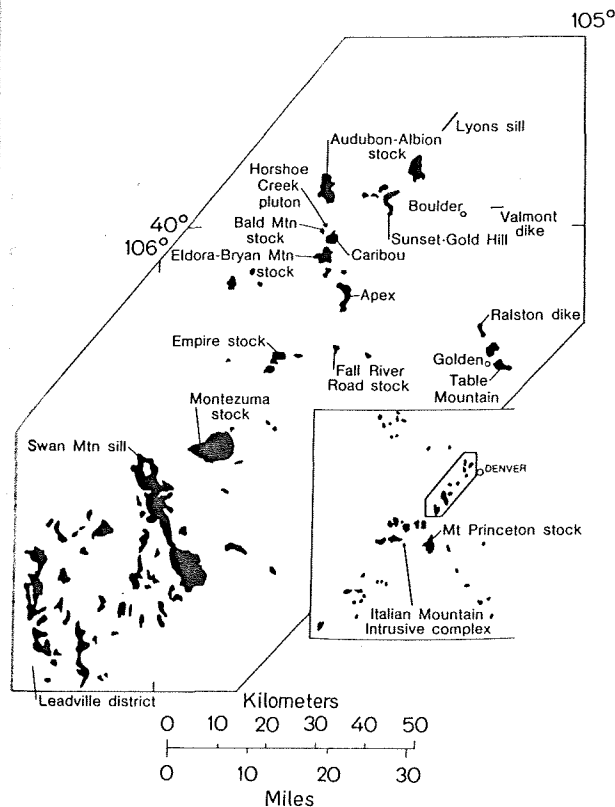 105°
Lyons sill
Audubon-Albion
stock
Horshoe
Creek
pluton
Boulder
Valmont
dike
40°
Bald Mtn
stock
Sunset-Gold Hill
106°
Eldora-Bryan Mtn
stock
Caribou
Apex
Ralston dike
Empire stock
Golden
Fall River
Road stock
Table
Mountain
Montezuma
stock
Swan Mtn sill
DENVER
Mt Princeton stock
Italian Mountain
Intrusive complex
Leadville district
Kilometers
0 10 20 30 40 50
0 10 20 30
Miles